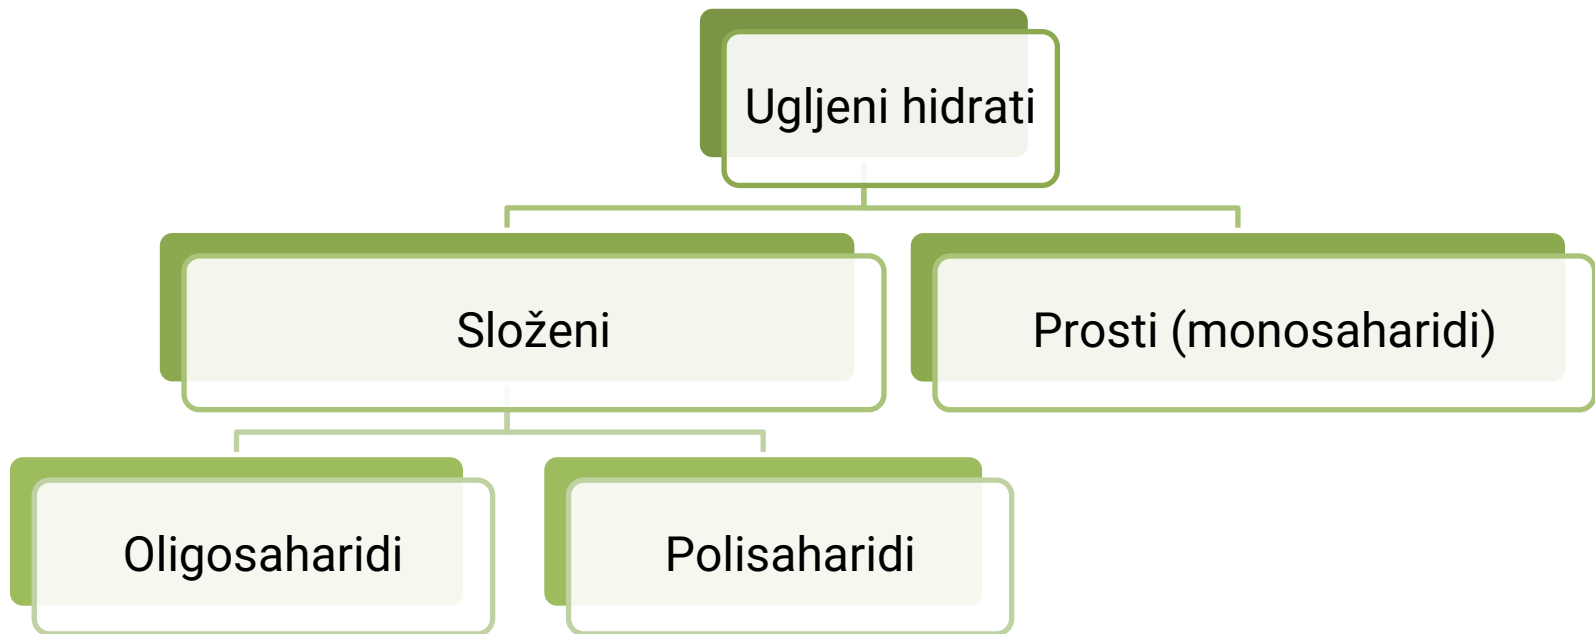 Ugljeni hidrati
Složeni
Prosti (monosaharidi)
Oligosaharidi
Polisaharidi